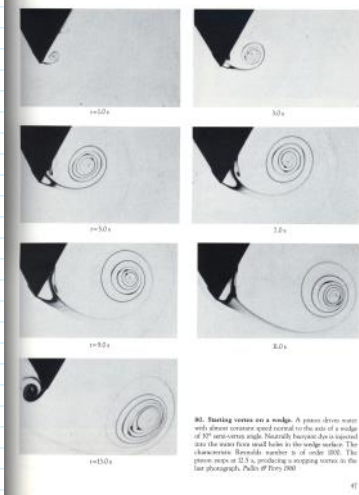 t=1.0 s
3.0 s
t=5.0 s
7.0 s
t=9.0 s
11.0 s
t=13.0 s
80. Starting vortex on a wedge. A piston drives water
with almost constant speed normal to the axis of a wedge
of 30° semi-vertex angle. Neutrally buoyant dye is injected
into the water from small holes in the wedge surface. The
characteristic Reynolds number is of order 1000. The
piston stops at 12.5 s, producing a stopping vortex in the
last photograph. Pullin & Perry 1980
47